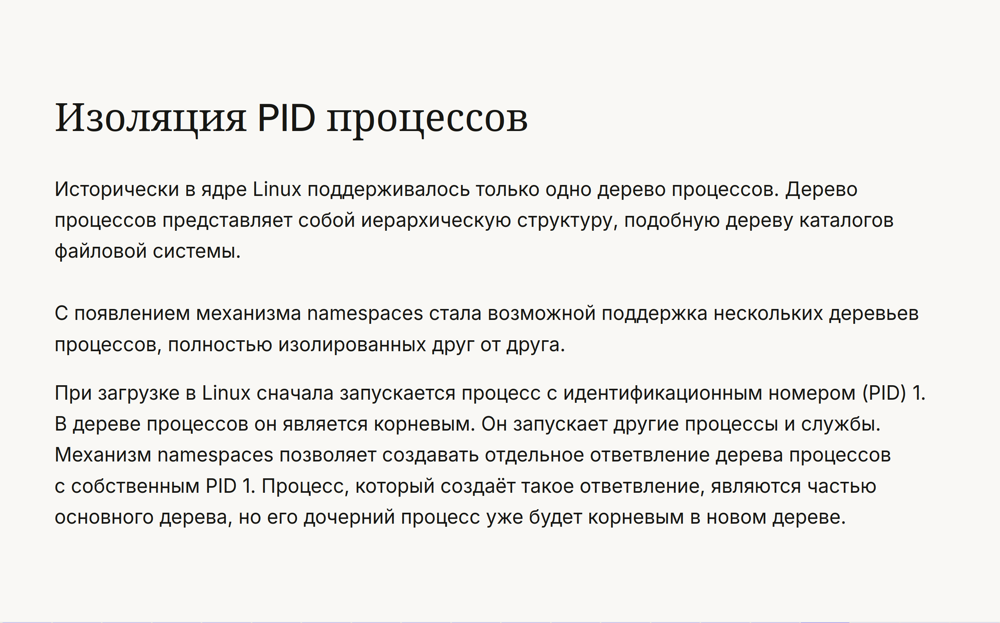 Изоляция PID процессов
Исторически в ядре Linux поддерживалось только одно дерево процессов. Дерево
процессов представляет собой иерархическую структуру, подобную дереву каталогов
файловой системы.
С появлением механизма namespaces стала возможной поддержка нескольких деревьев
процессов, полностью изолированных друг от друга.
При загрузке в Linux сначала запускается процесс с идентификационным номером (PID) 1.
В дереве процессов он является корневым. Он запускает другие процессы и службы.
Механизм namespaces позволяет создавать отдельное ответвление дерева процессов
с собственным PID 1. Процесс, который создаёт такое ответвление, являются частью
основного дерева, но его дочерний процесс уже будет корневым в новом дереве.